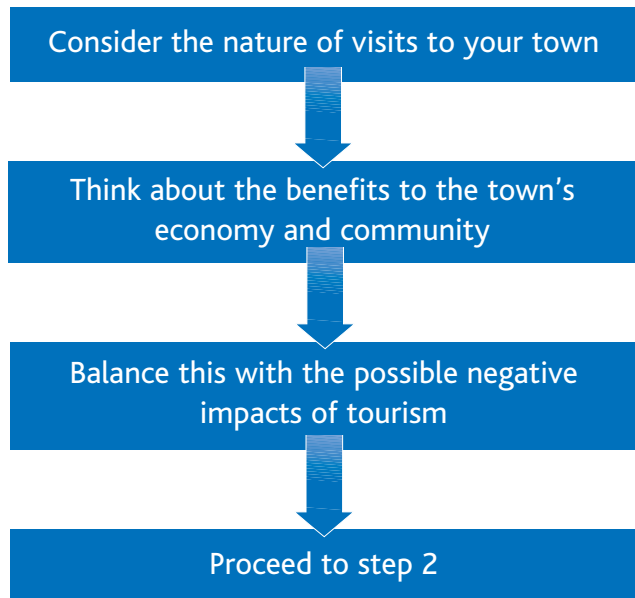 Consider the nature of visits to your town
Think about the benefits to the town’s
economy and community
Balance this with the possible negative
impacts of tourism
Proceed to step 2